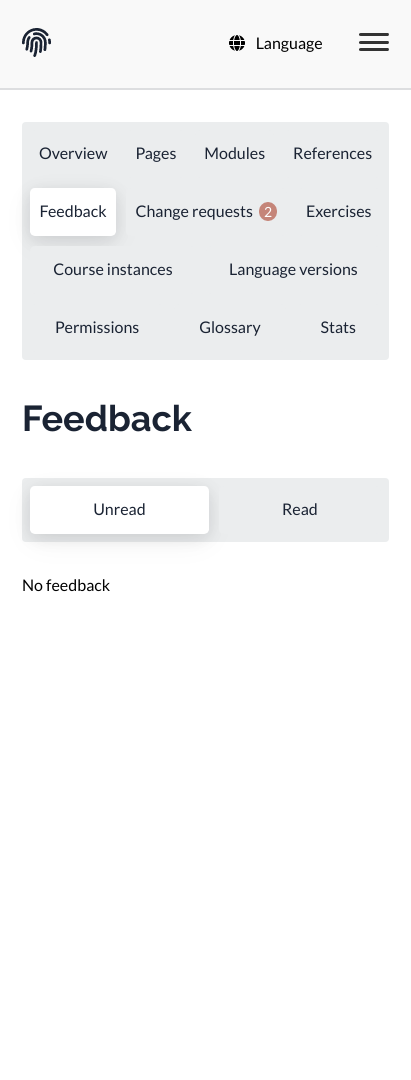 Language
Overview Pages Modules References
Feedback Change requests 2 Exercises
Course instances Language versions
Permissions Glossary Stats
Feedback
Unread Read
No feedback